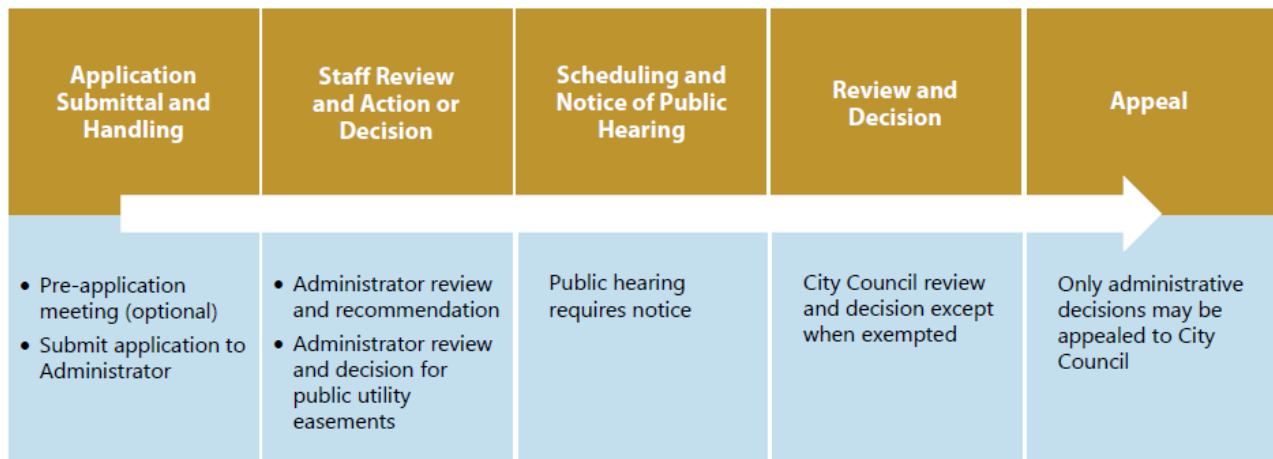 Application
Submittal and
Handling
Staff Review
and Action or
Decision
Scheduling and
Notice of Public
Hearing
Review and
Decision
Appeal
• Pre-application
meeting (optional)
• Submit application to
Administrator
• Administrator review
and recommendation
• Administrator review
and decision for
public utility
easements
Public hearing
requires notice
City Council review
and decision except
when exempted
Only administrative
decisions may be
appealed to City
Council